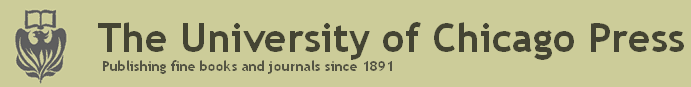 The University of Chicago Press
Publishing fine books and journals since 1891